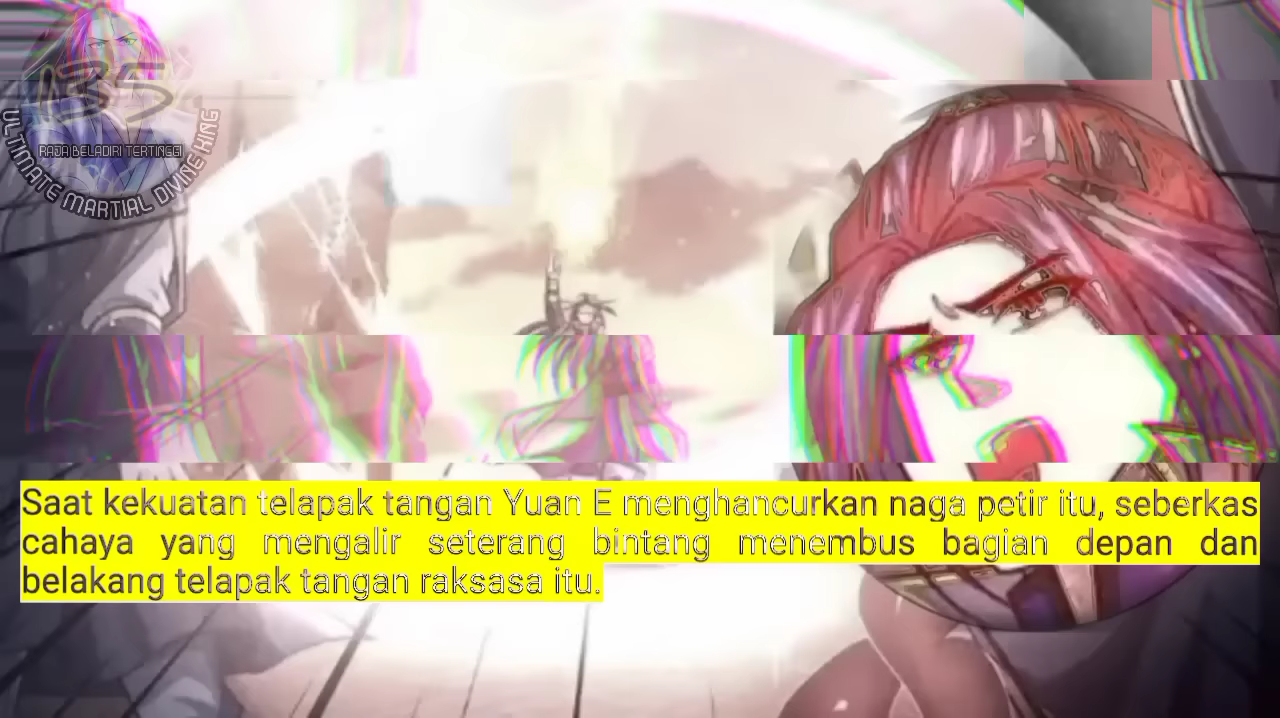 135
RAJA BELADIRI TERTINGGI
ULTIMATE MARTIAL DIVINE KING
Saat kekuatan telapak tangan Yuan E menghancurkan naga petir itu, seberkas
cahaya yang mengalir seterang bintang menembus bagian depan dan
belakang telapak tangan raksasa itu.